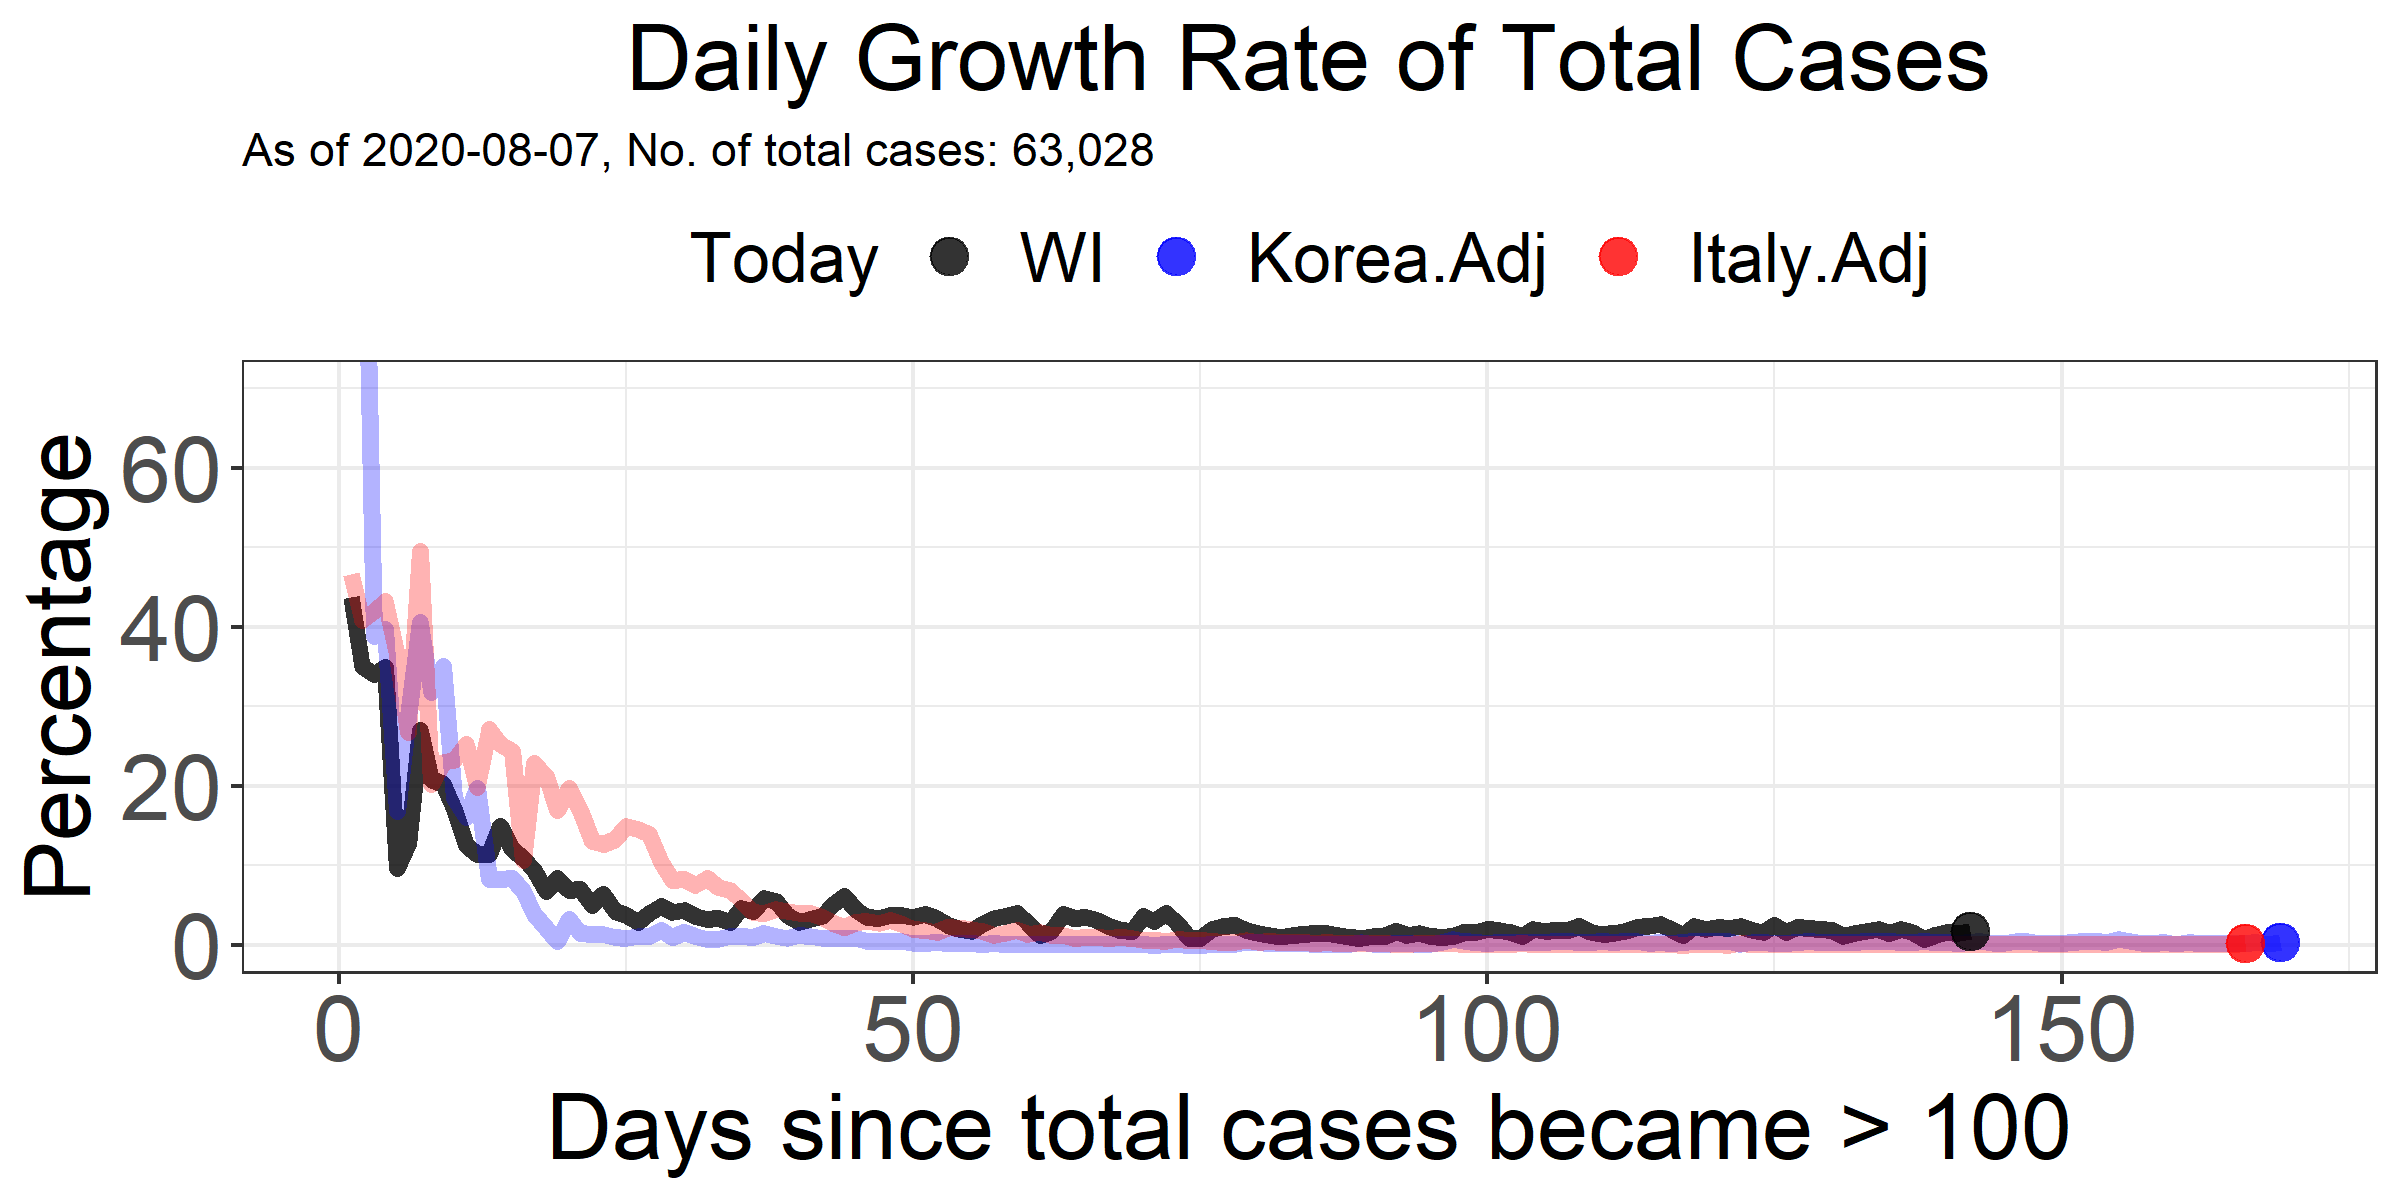 Daily Growth Rate of Total Cases
As of 2020-08-07, No. of total cases: 63,028
Today WI Korea.Adj Italy.Adj
Percentage
60
40
20
0
0 50 100 150
Days since total cases became > 100